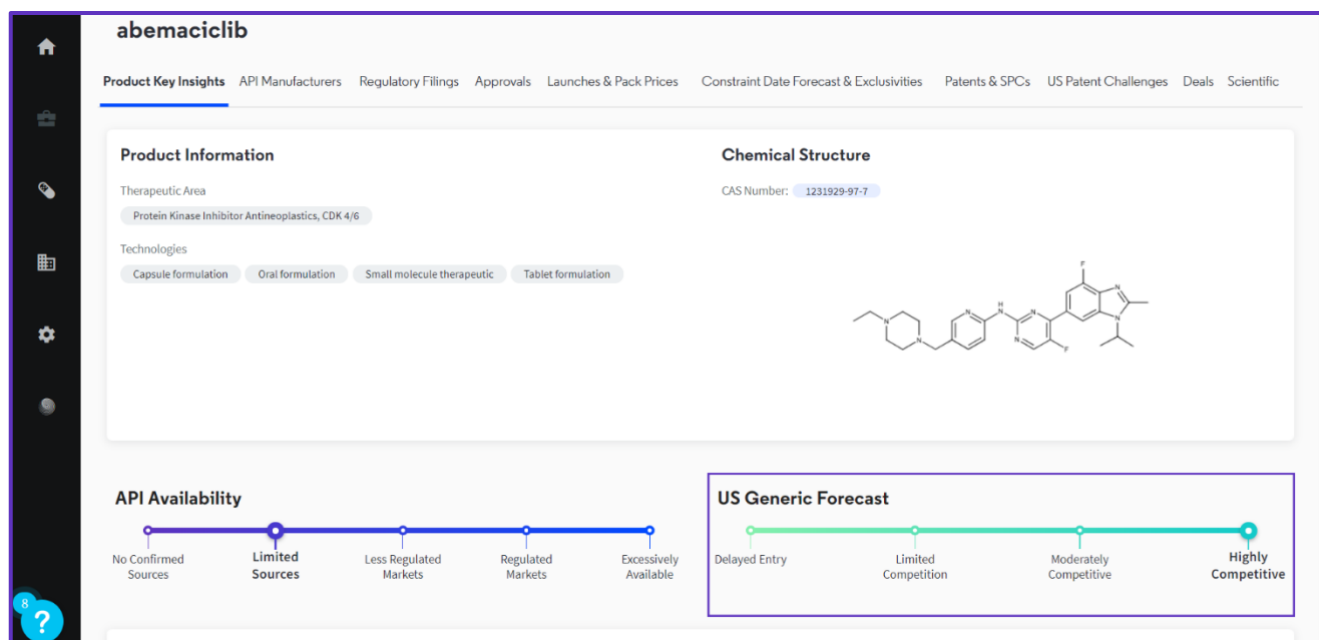 abemaciclib
Product Key Insights API Manufacturers Regulatory Filings Approvals Launches & Pack Prices Constraint Date Forecast & Exclusivities Patents & SPCs US Patent Challenges Deals Scientific
Product Information
Therapeutic Area
Protein Kinase Inhibitor Antineoplastics, CDK 4/6
Technologies
Capsule formulation Oral formulation Small molecule therapeutic Tablet formulation
Chemical Structure
CAS Number: 1231929-97-7
F
N
N
H
N
N
N
N
N
N
F
API Availability
No Confirmed
Sources
Limited
Sources
Less Regulated
Markets
Regulated
Markets
Excessively
Available
US Generic Forecast
Delayed Entry
Limited
Competition
Moderately
Competitive
Highly
Competitive
8
?